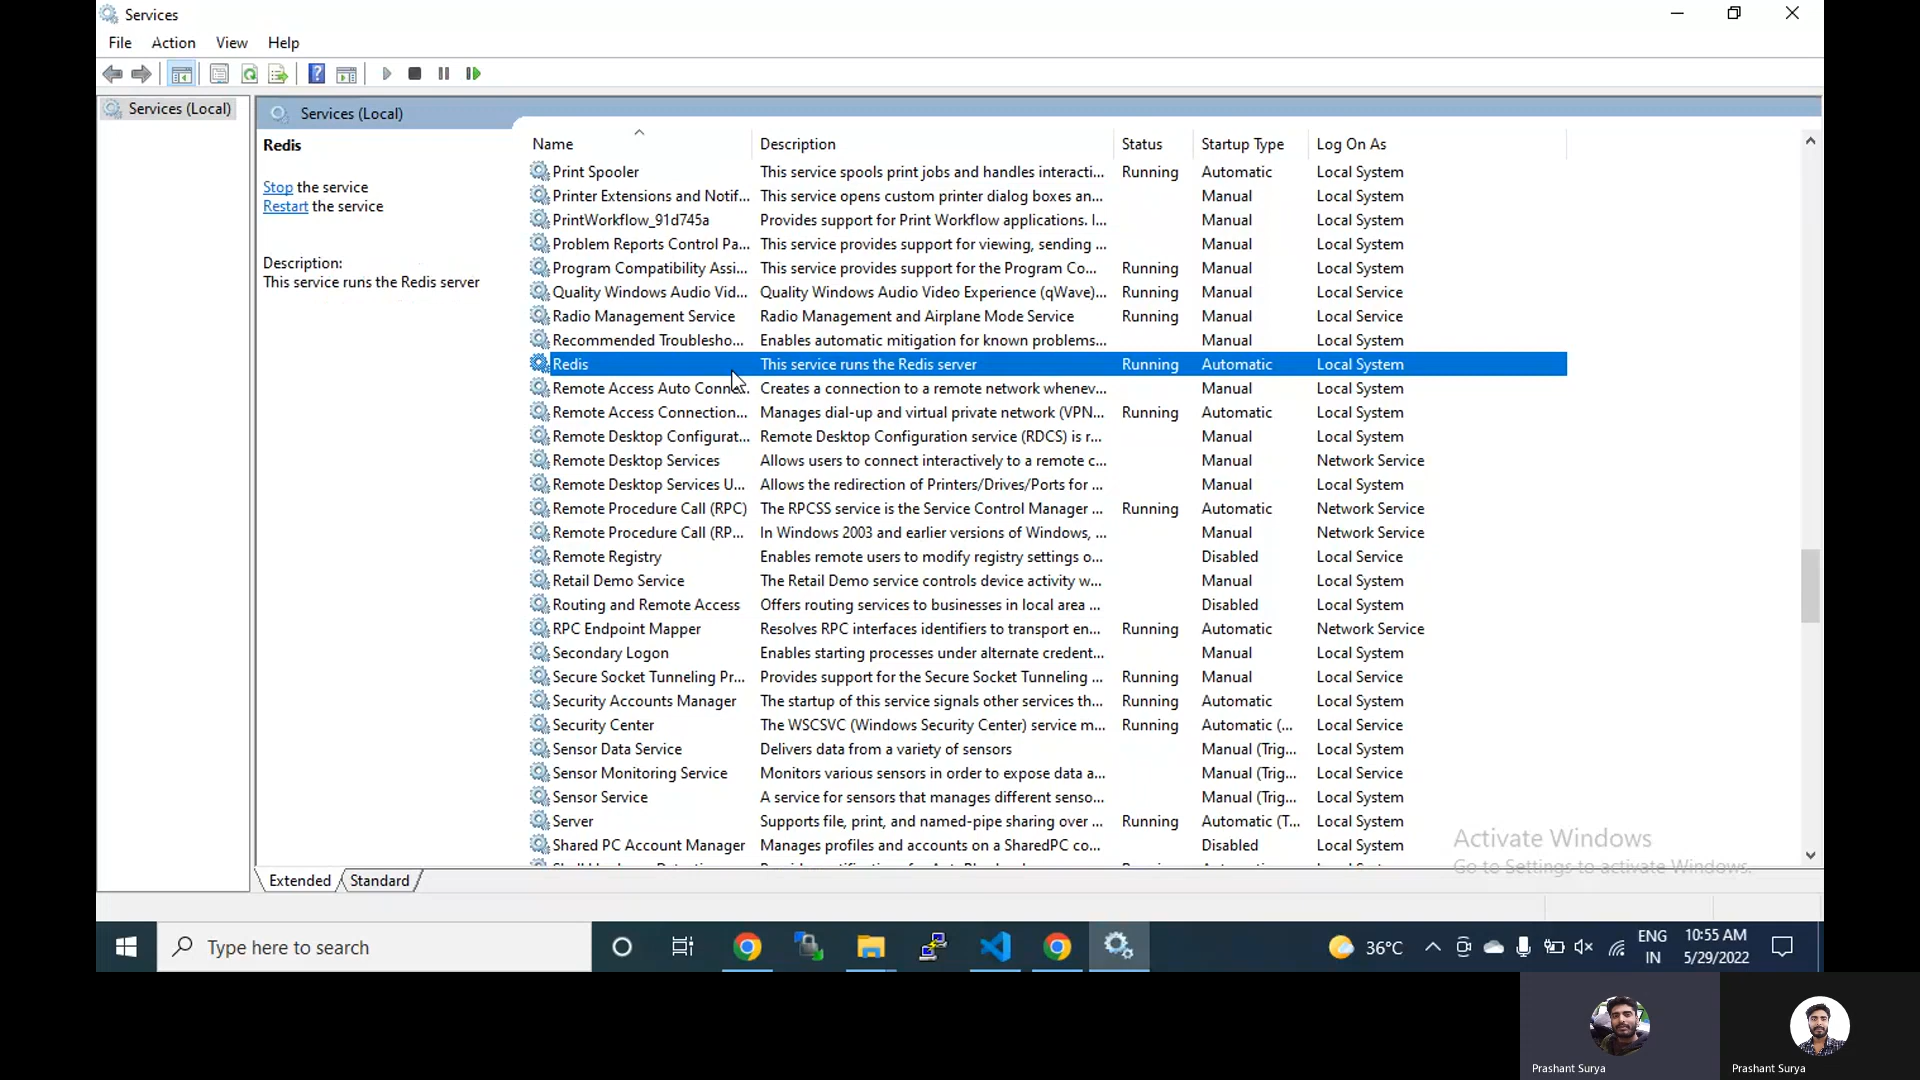 Services
File Action View Help
Services (Local)
Services (Local)
Redis
Stop the service
Restart the service
Description:
This service runs the Redis server
Name Description Status Startup Type Log On As
Print Spooler This service spools print jobs and handles interacti... Running Automatic Local System
Printer Extensions and Notif... This service opens custom printer dialog boxes an... Manual Local System
PrintWorkflow_91d745a Provides support for Print Workflow applications. I... Manual Local System
Problem Reports Control Pa... This service provides support for viewing, sending ... Manual Local System
Program Compatibility Assi... This service provides support for the Program Co... Running Manual Local System
Quality Windows Audio Vid... Quality Windows Audio Video Experience (qWave)... Running Manual Local Service
Radio Management Service Radio Management and Airplane Mode Service Running Manual Local Service
Recommended Troublesho... Enables automatic mitigation for known problems... Manual Local System
Redis This service runs the Redis server Running Automatic Local System
Remote Access Auto Conne... Creates a connection to a remote network whenev... Manual Local System
Remote Access Connection... Manages dial-up and virtual private network (VPN... Running Automatic Local System
Remote Desktop Configurat... Remote Desktop Configuration service (RDCS) is r... Manual Local System
Remote Desktop Services Allows users to connect interactively to a remote c... Manual Network Service
Remote Desktop Services U... Allows the redirection of Printers/Drives/Ports for ... Manual Local System
Remote Procedure Call (RPC) The RPCSS service is the Service Control Manager ... Running Automatic Network Service
Remote Procedure Call (RP... In Windows 2003 and earlier versions of Windows, ... Manual Network Service
Remote Registry Enables remote users to modify registry settings o... Disabled Local Service
Retail Demo Service The Retail Demo service controls device activity w... Manual Local System
Routing and Remote Access Offers routing services to businesses in local area ... Disabled Local System
RPC Endpoint Mapper Resolves RPC interfaces identifiers to transport en... Running Automatic Network Service
Secondary Logon Enables starting processes under alternate credent... Manual Local System
Secure Socket Tunneling Pr... Provides support for the Secure Socket Tunneling ... Running Manual Local Service
Security Accounts Manager The startup of this service signals other services th... Running Automatic Local System
Security Center The WSCSVC (Windows Security Center) service m... Running Automatic (... Local Service
Sensor Data Service Delivers data from a variety of sensors Manual (Trig... Local System
Sensor Monitoring Service Monitors various sensors in order to expose data a... Manual (Trig... Local Service
Sensor Service A service for sensors that manages different senso... Manual (Trig... Local System
Server Supports file, print, and named-pipe sharing over ... Running Automatic (T... Local System
Shared PC Account Manager Manages profiles and accounts on a SharedPC co... Disabled Local System
Activate Windows
Go to Settings to activate Windows.
Extended Standard
Type here to search
36°C
ENG
IN
10:55 AM
5/29/2022
Prashant Surya
Prashant Surya